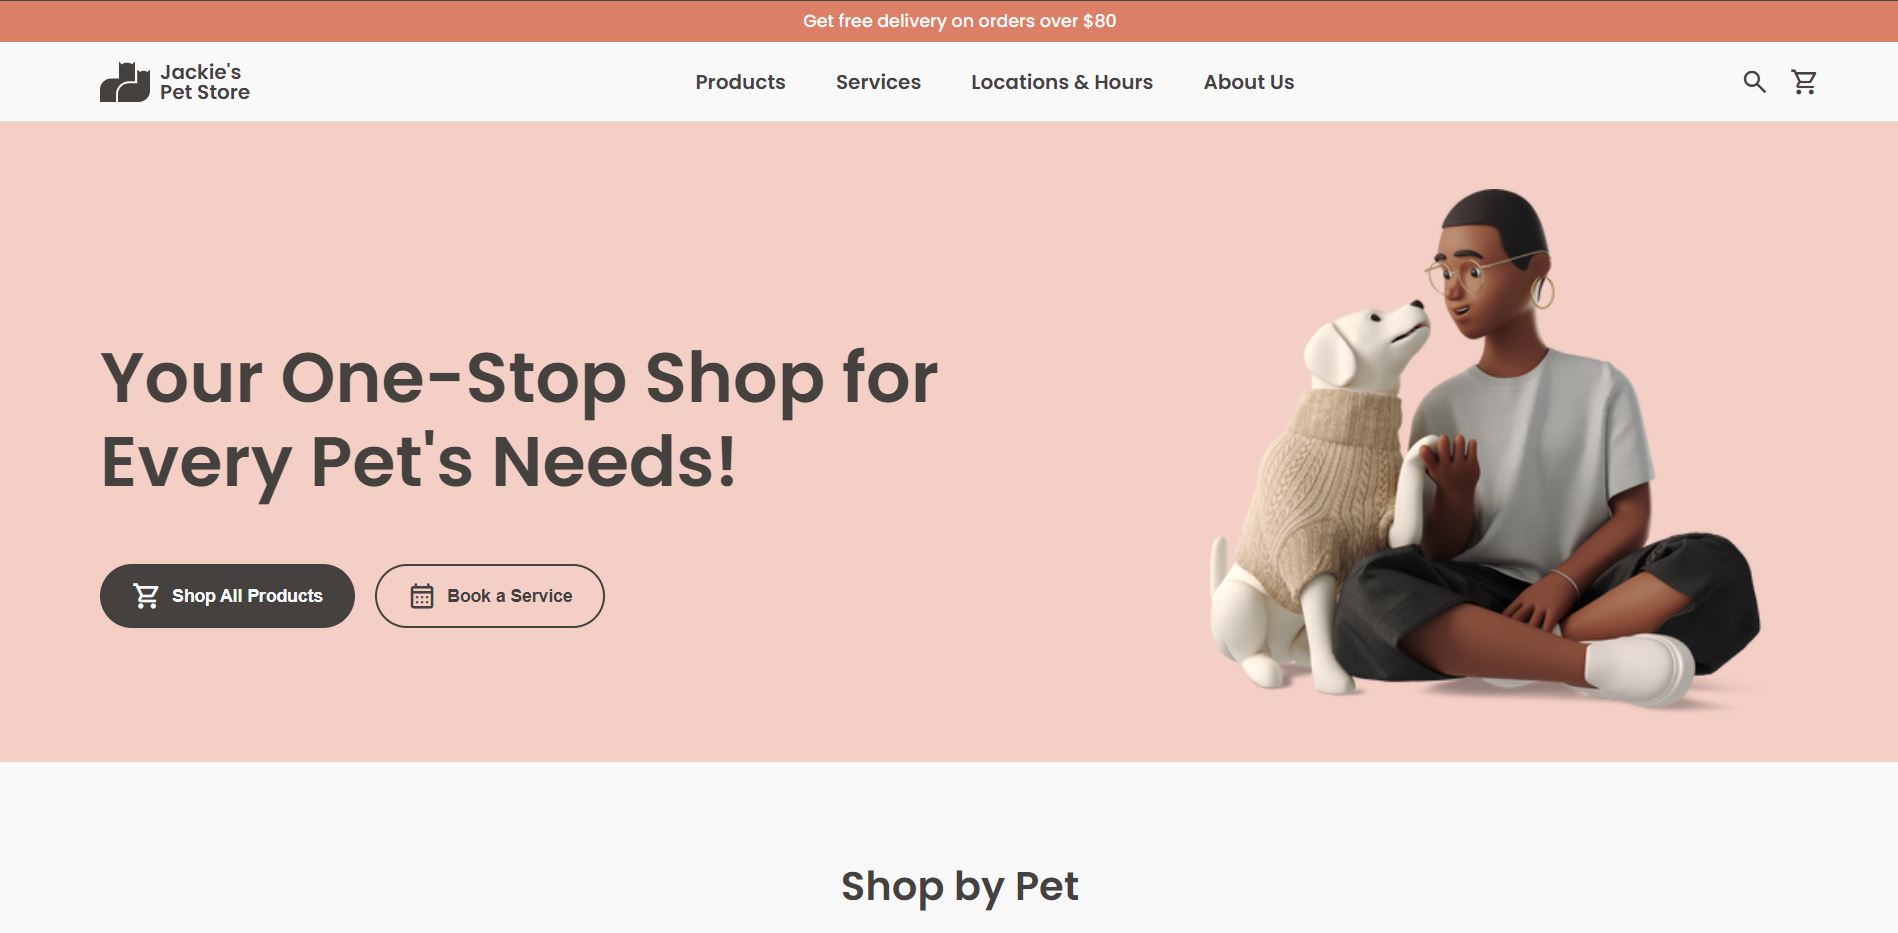 Get free delivery on orders over $80
Jackie's
Pet Store
Products
Services
Locations & Hours
About Us
Your One-Stop Shop for
Every Pet's Needs!
Shop All Products
Book a Service
Shop by Pet